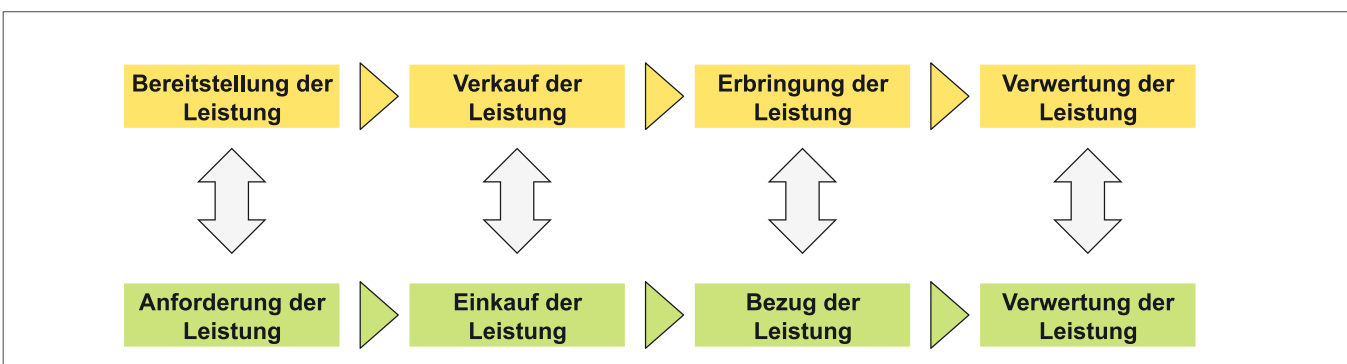 Bereitstellung der
Leistung
Verkauf der
Leistung
Erbringung der
Leistung
Verwertung der
Leistung
Anforderung der
Leistung
Einkauf der
Leistung
Bezug der
Leistung
Verwertung der
Leistung